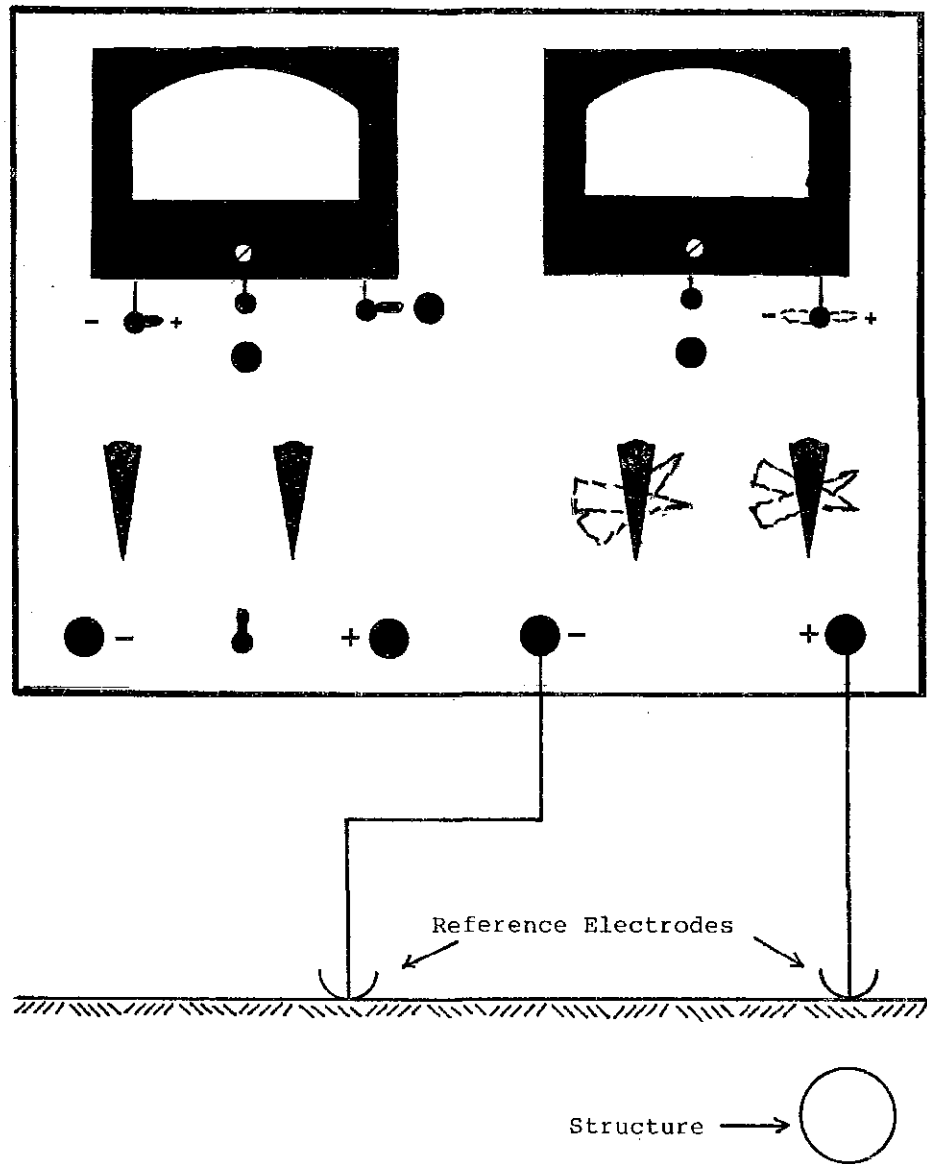 - +
- +
- + -
+
Reference Electrodes
Structure